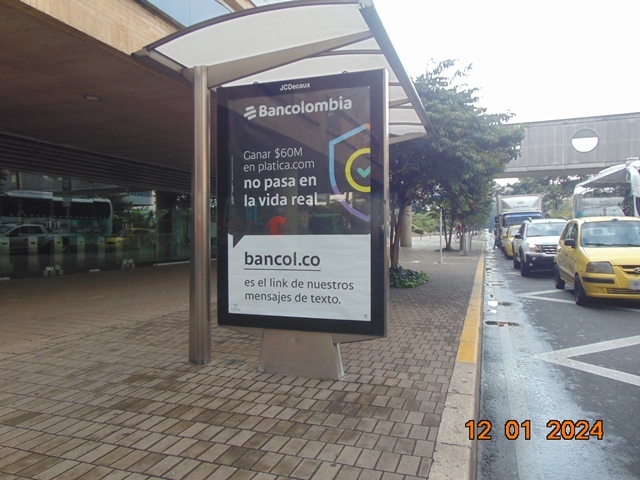 JCDecaux
Bancolombia
Ganar $60M
en platica.com
no pasa en
la vida real
bancol.co
es el link de nuestros
mensajes de texto.
12 01 2024